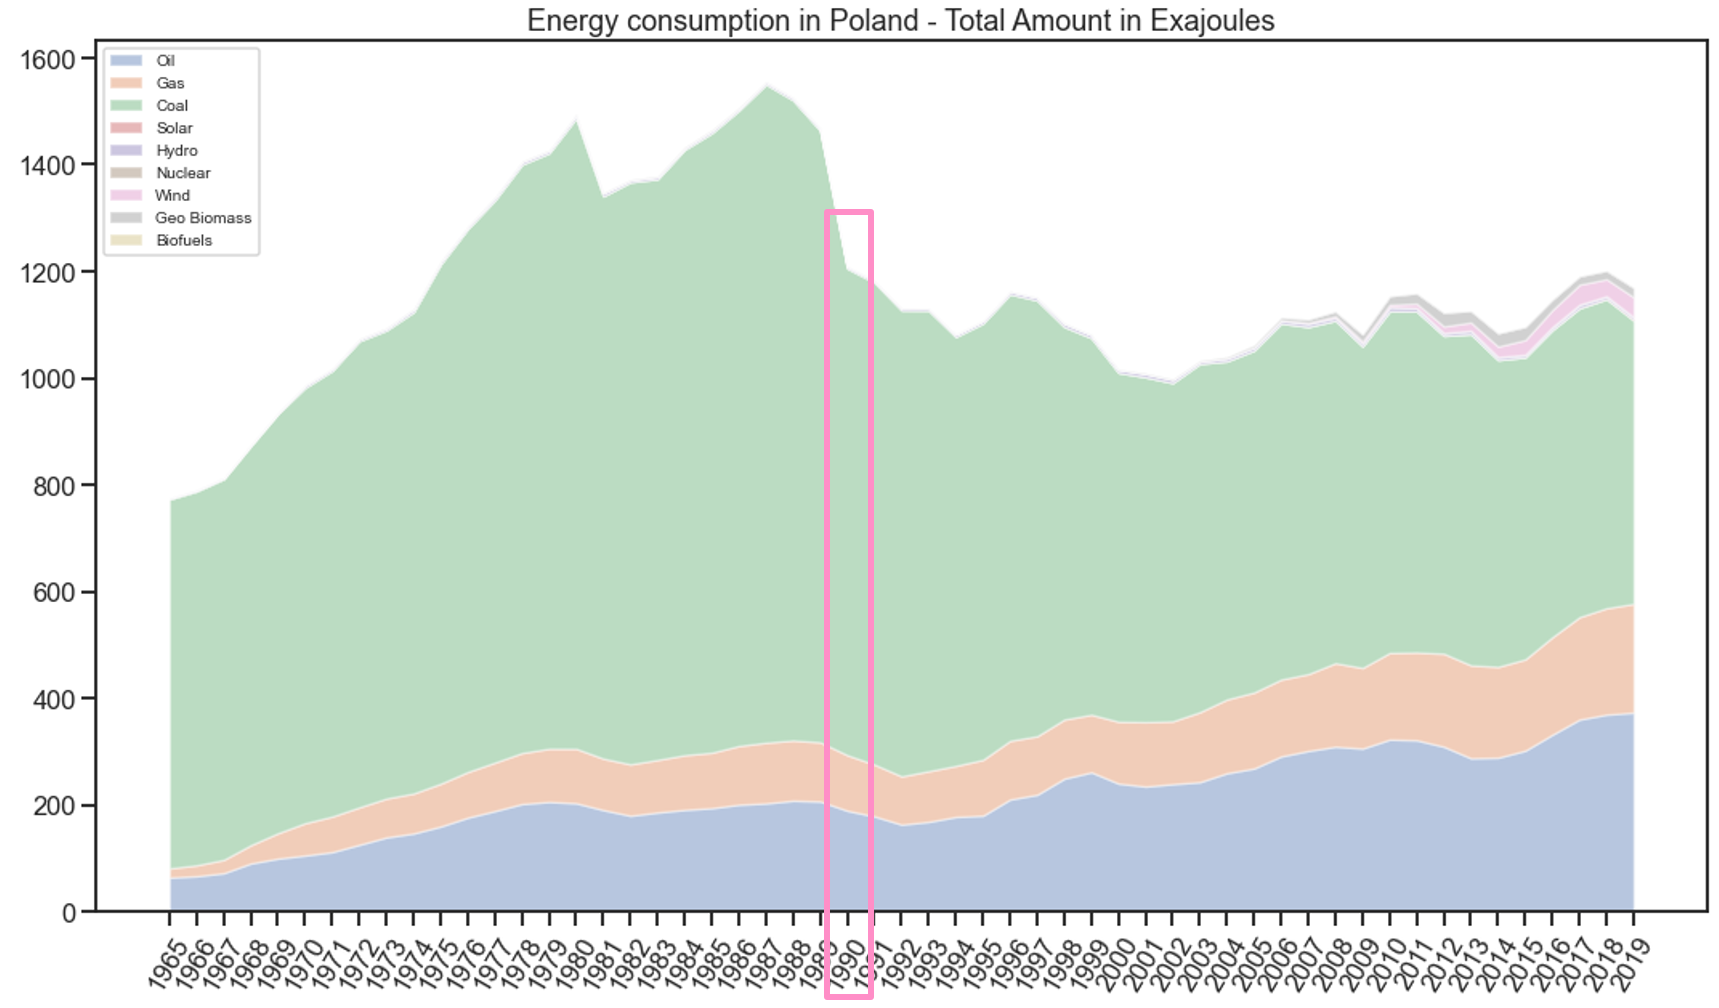 Energy consumption in Poland - Total Amount in Exajoules
1600
1400
1200
1000
800
600
400
200
0
Oil
Gas
Coal
Solar
Hydro
Nuclear
Wind
Geo Biomass
Biofuels
1965 1966 1967 1968 1969 1970 1971 1972 1973 1974 1975 1976 1977 1978 1979 1980 1981 1982 1983 1984 1985 1986 1987 1988 1989 1990 1991 1992 1993 1994 1995 1996 1997 1998 1999 2000 2001 2002 2003 2004 2005 2006 2007 2008 2009 2010 2011 2012 2013 2014 2015 2016 2017 2018 2019